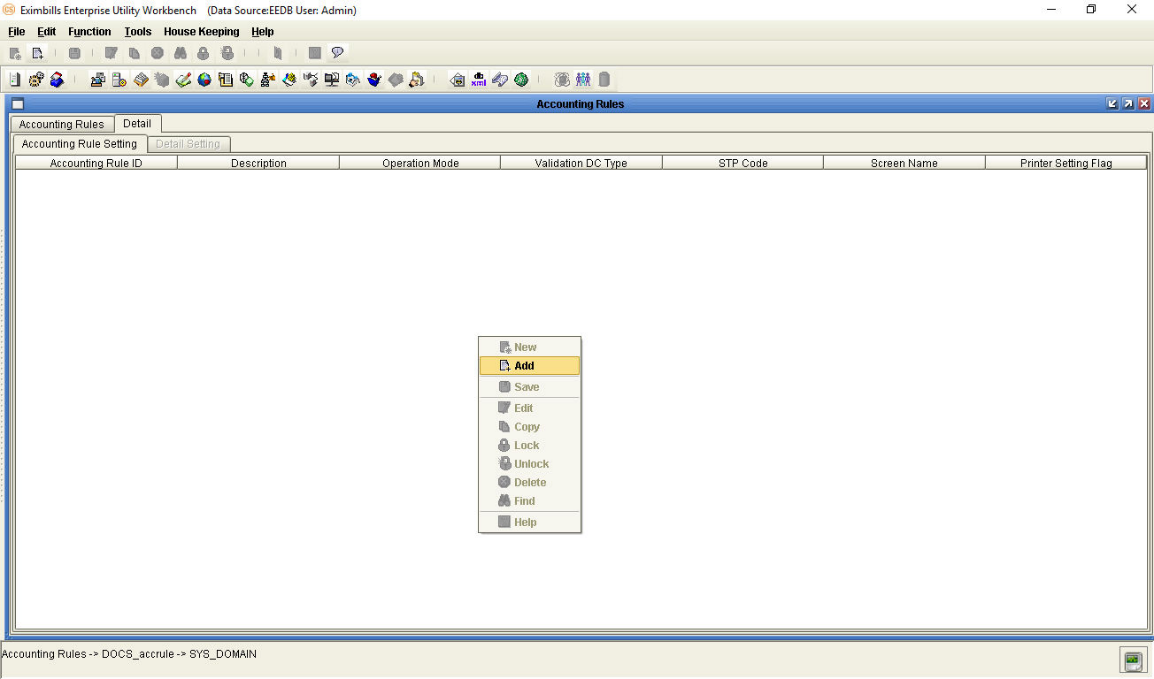 CS Eximbills Enterprise Utility Workbench (Data Source:EEDB User: Admin)
File Edit Function Tools House Keeping Help
xml
Accounting Rules
Accounting Rules Detail
Accounting Rule Setting Detail Setting
Accounting Rule ID Description Operation Mode Validation DC Type STP Code Screen Name Printer Setting Flag
New
Add
Save
Edit
Copy
Lock
Unlock
Delete
Find
Help
Accounting Rules -> DOCS_accrule -> SYS_DOMAIN